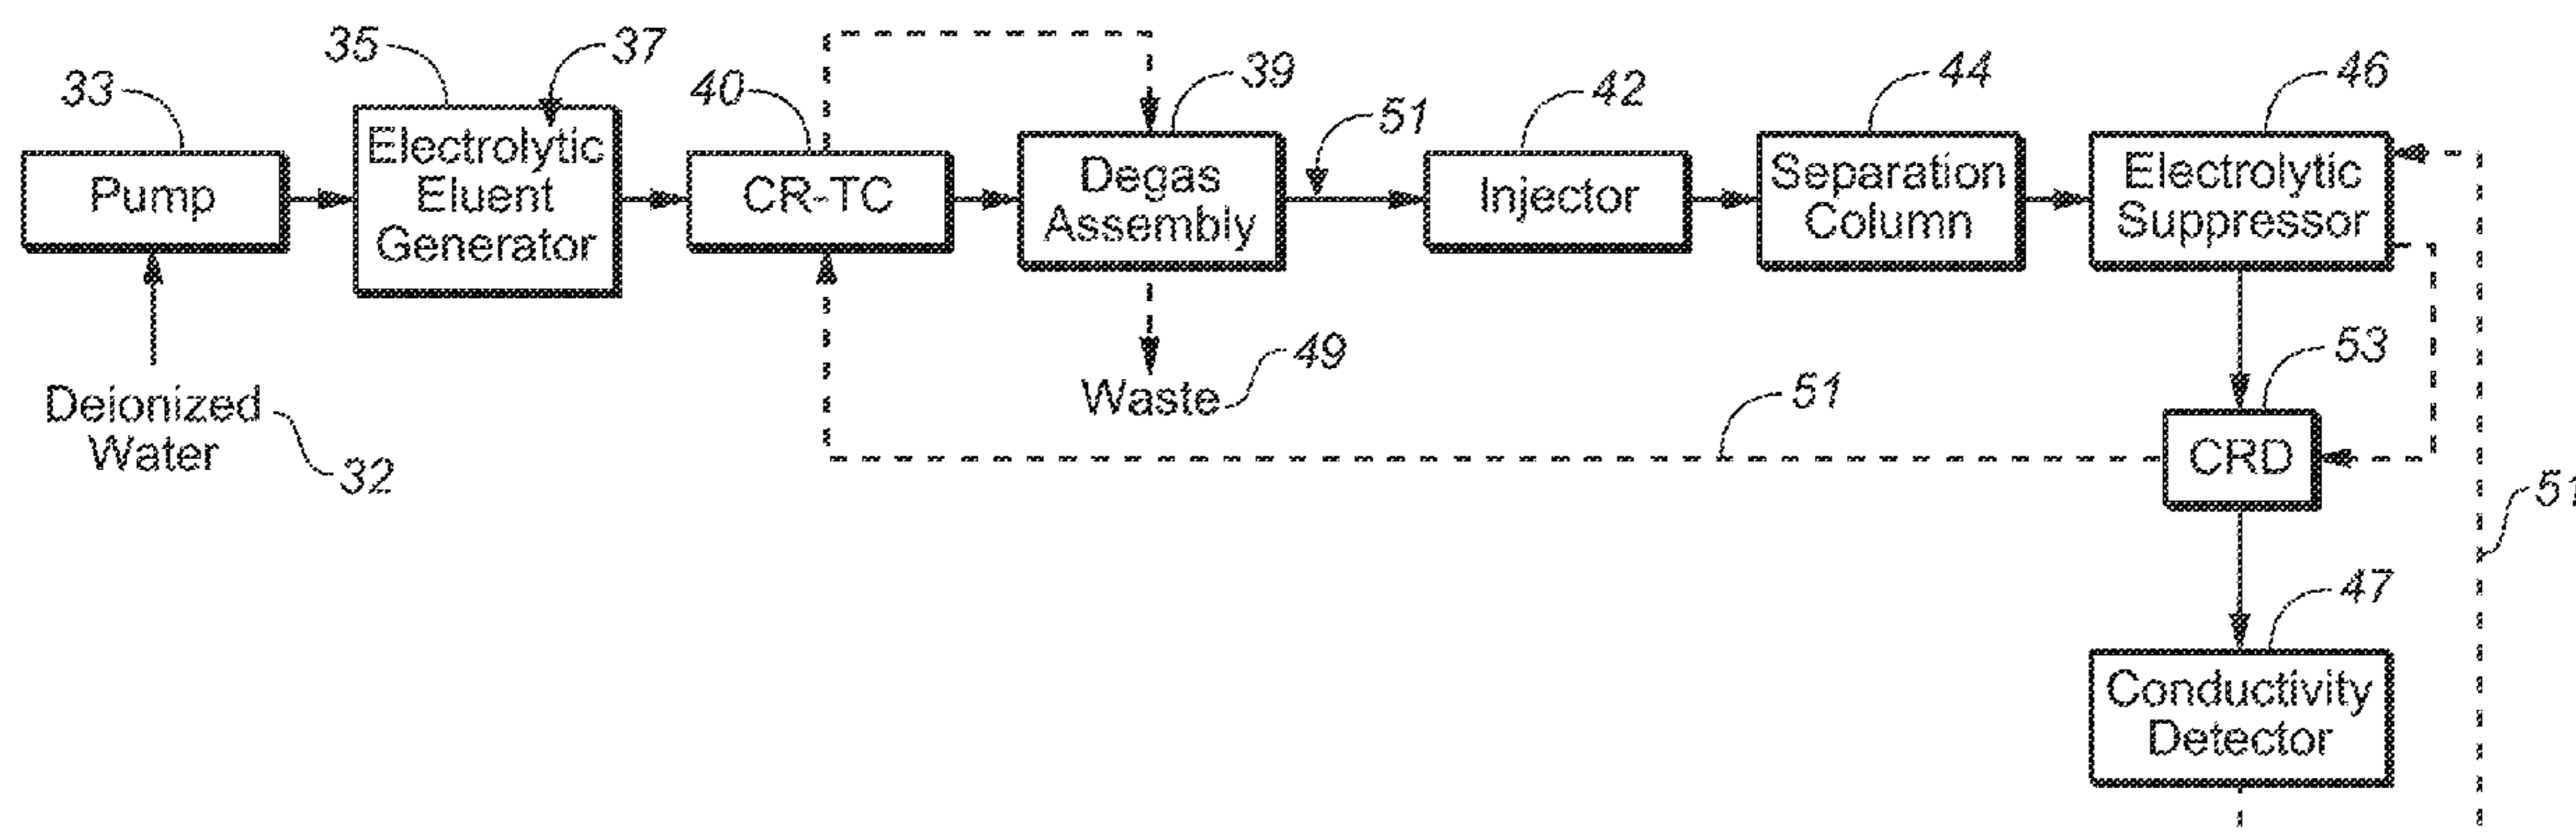 35
37
33
40
39
51
42
44
46
Pump
Electrolytic
Eluent
Generator
CR-TC
Degas
Assembly
Injector
Separation
Column
Electrolytic
Suppressor
Deionized
Water
32
Waste
49
51
53
CRD
51
47
Conductivity
Detector